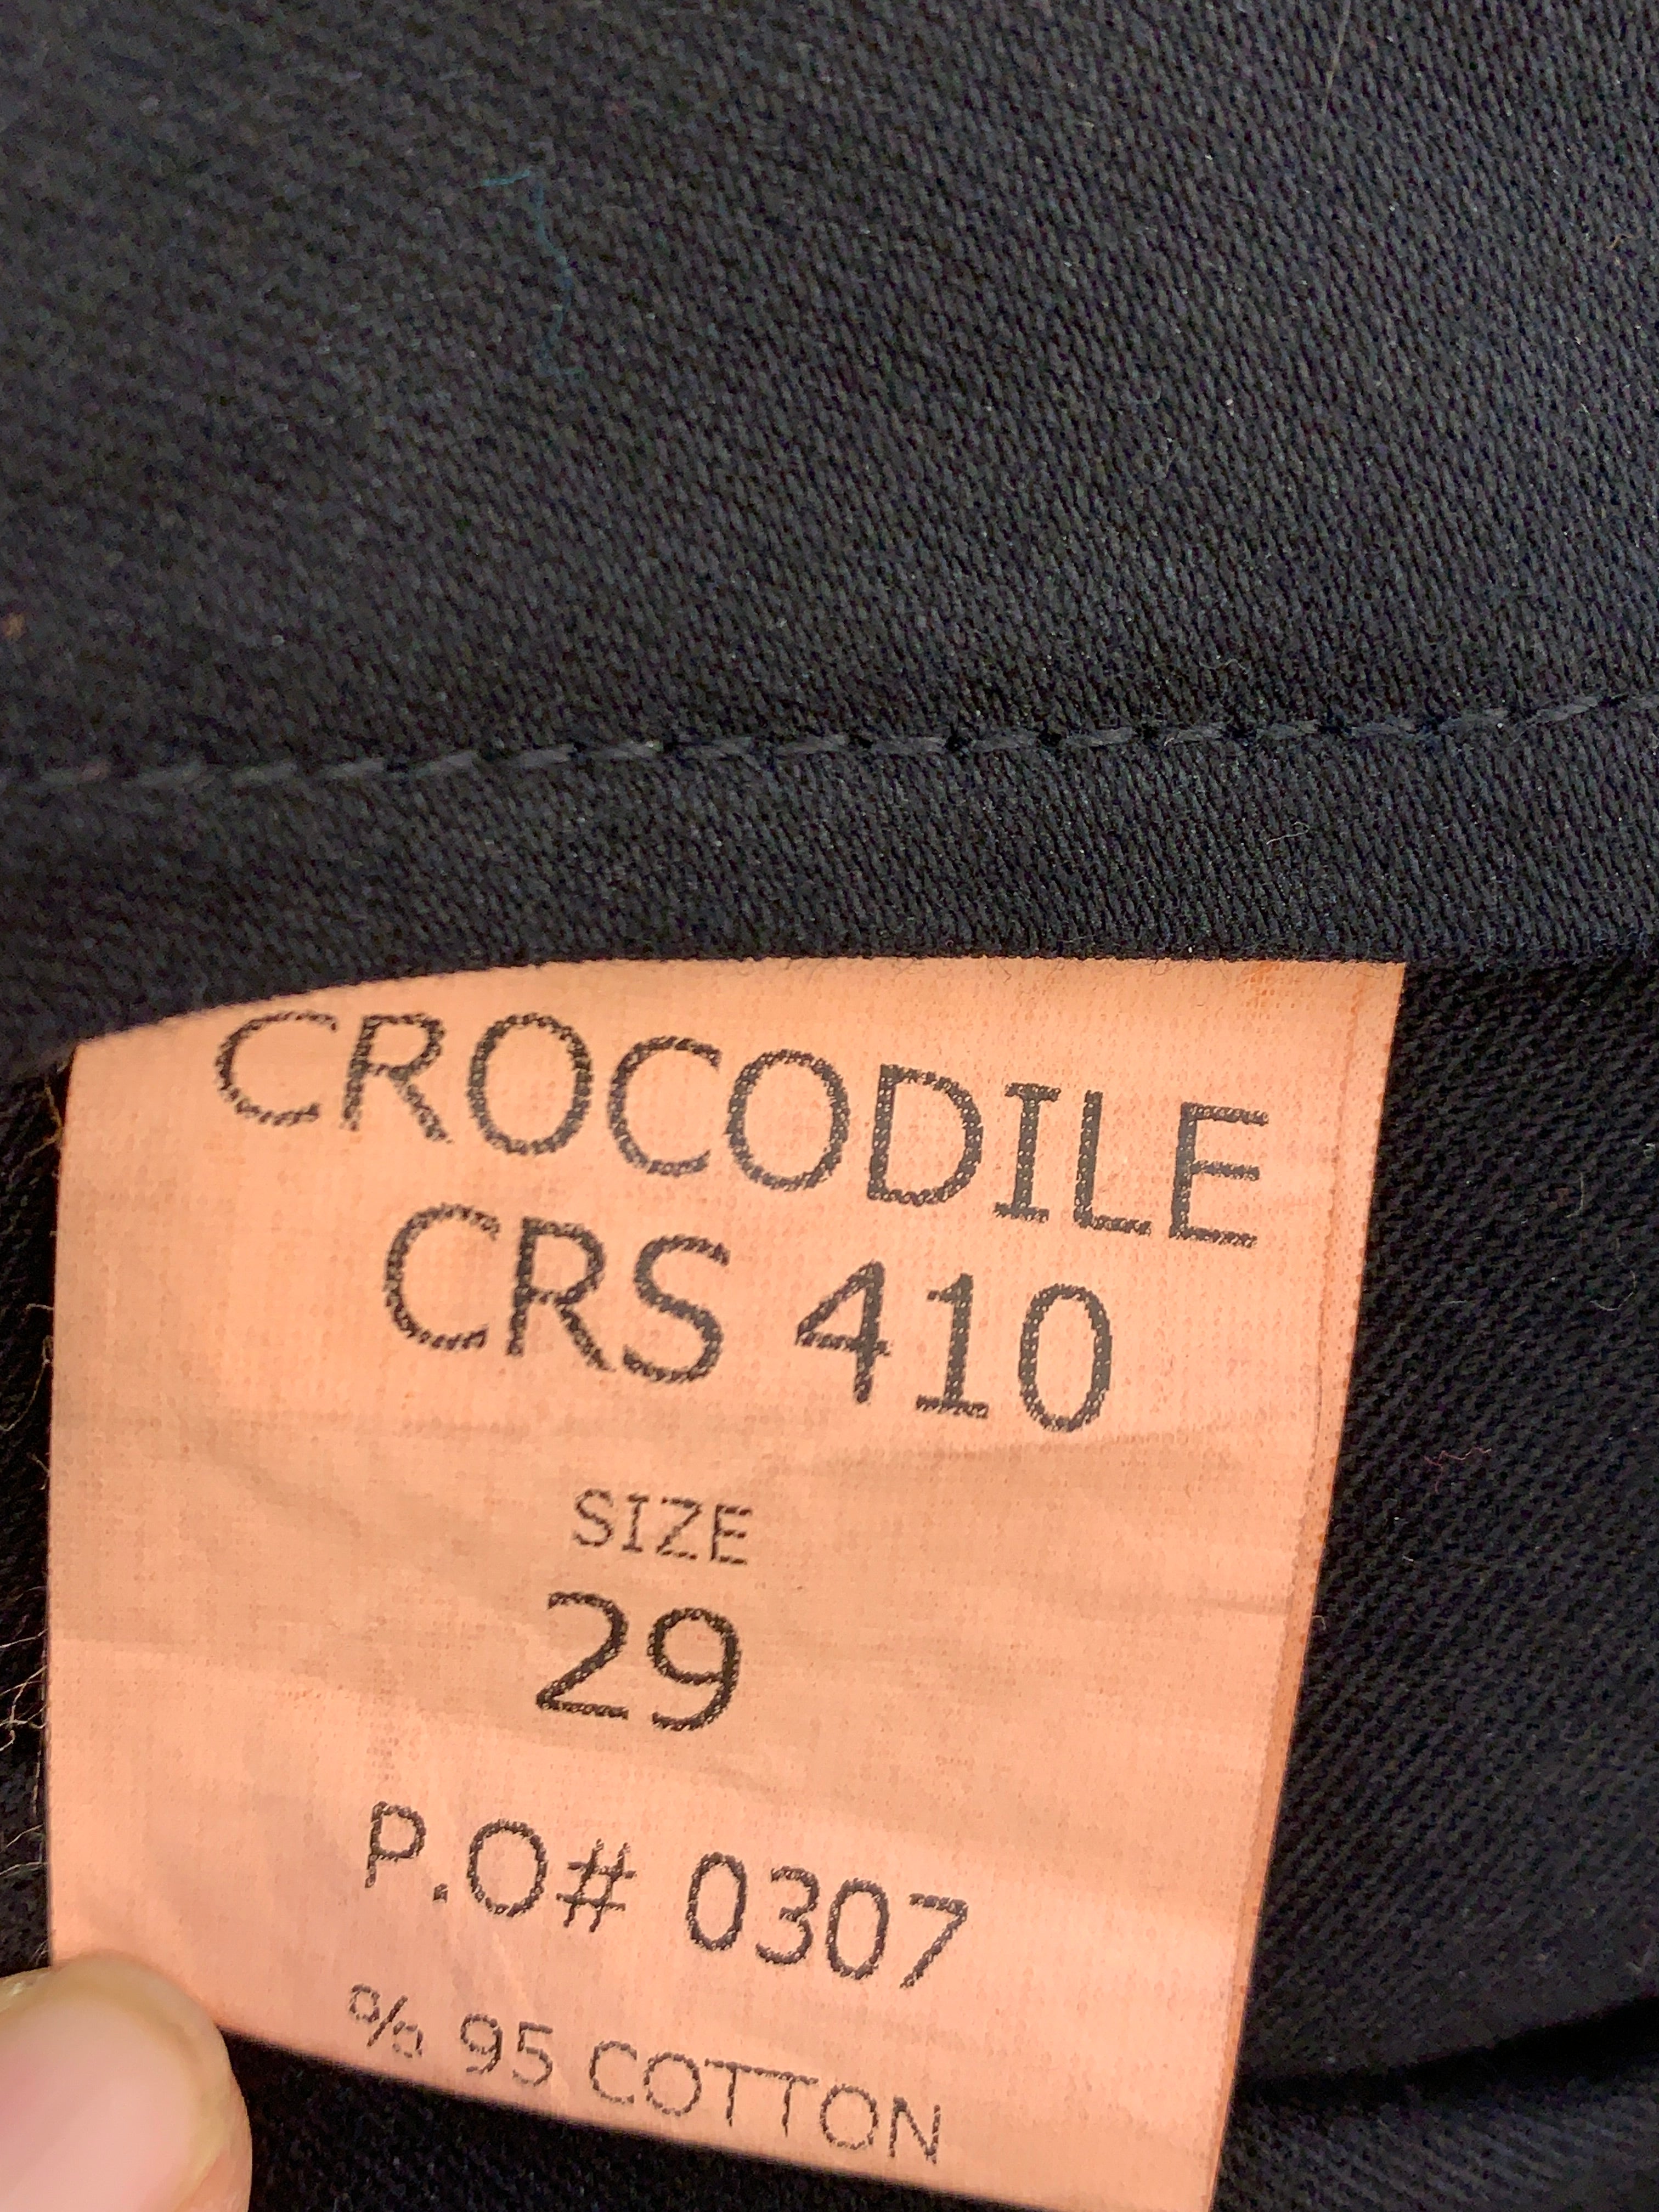 CROCODILE
CRS 410
SIZE
29
P.O# 0307
% 95 COTTON